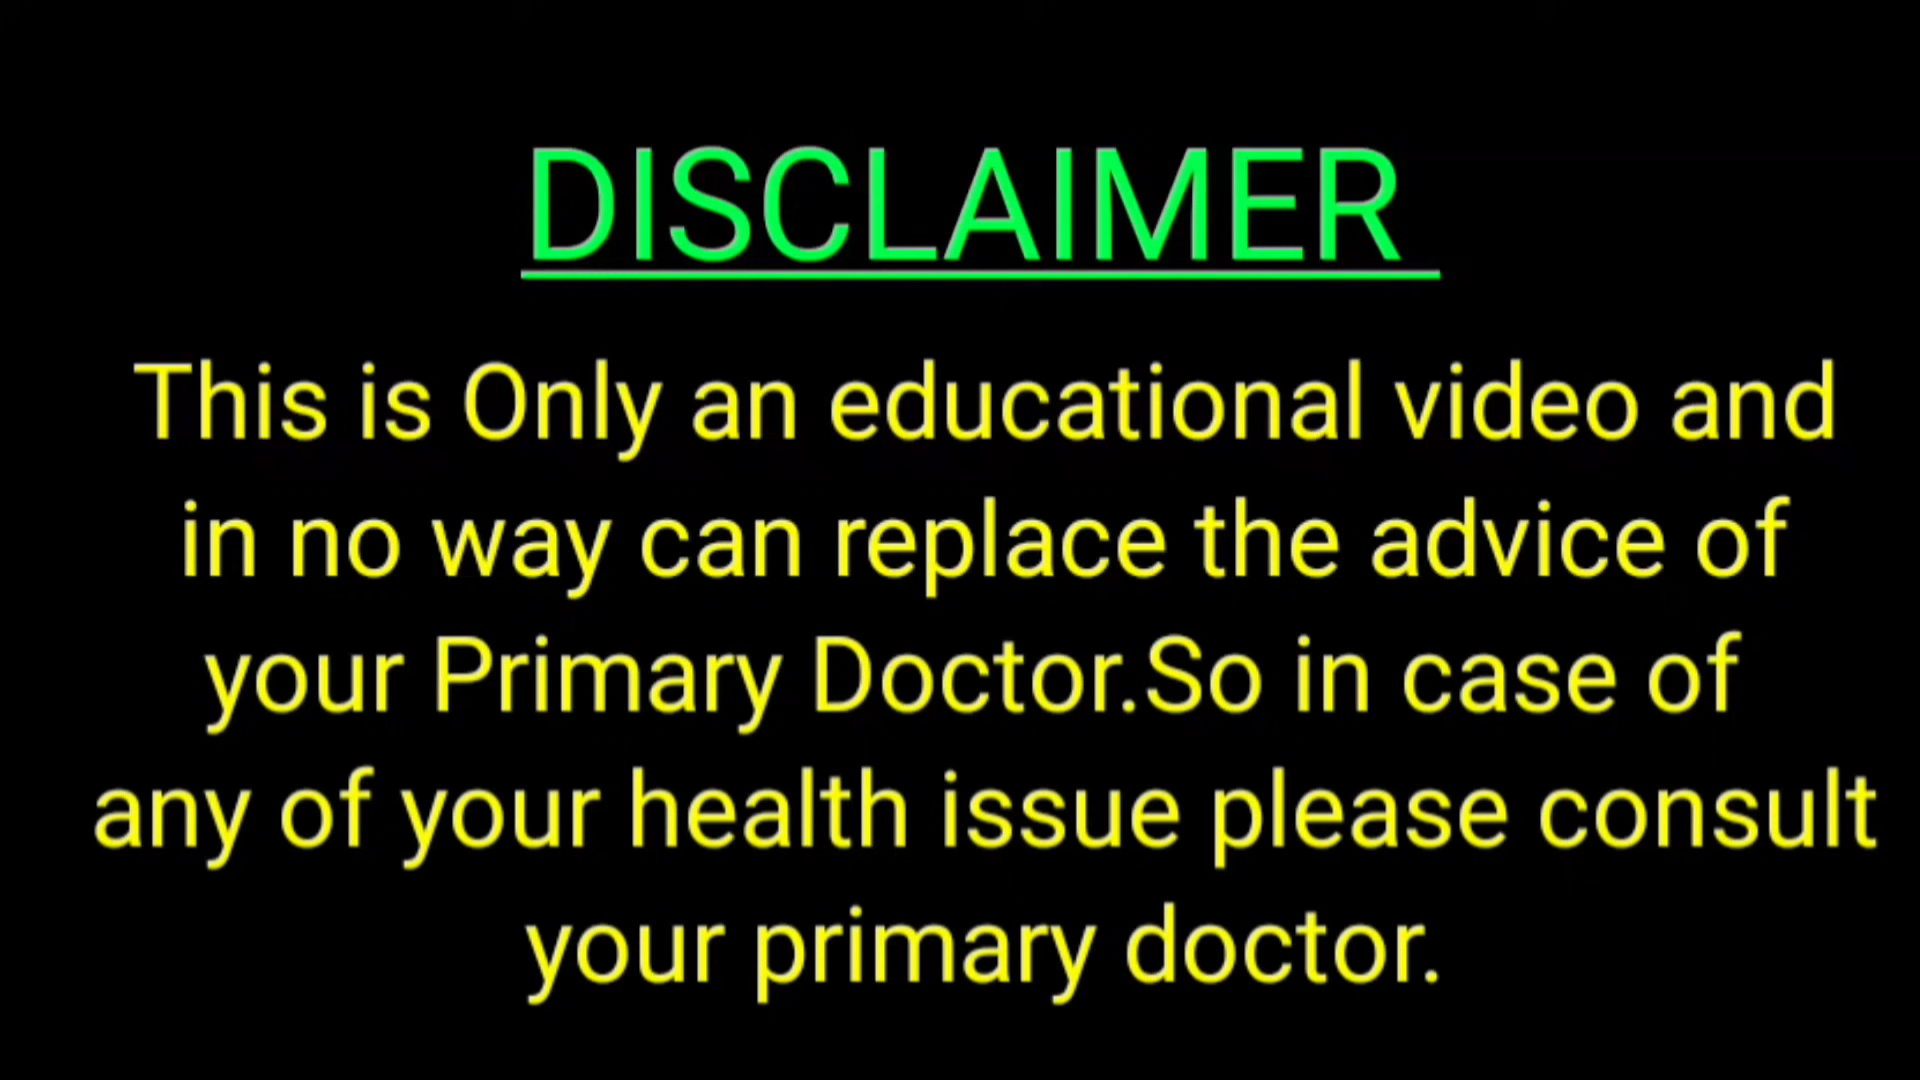 DISCLAIMER
This is Only an educational video and
in no way can replace the advice of
your Primary Doctor.So in case of
any of your health issue please consult
your primary doctor.